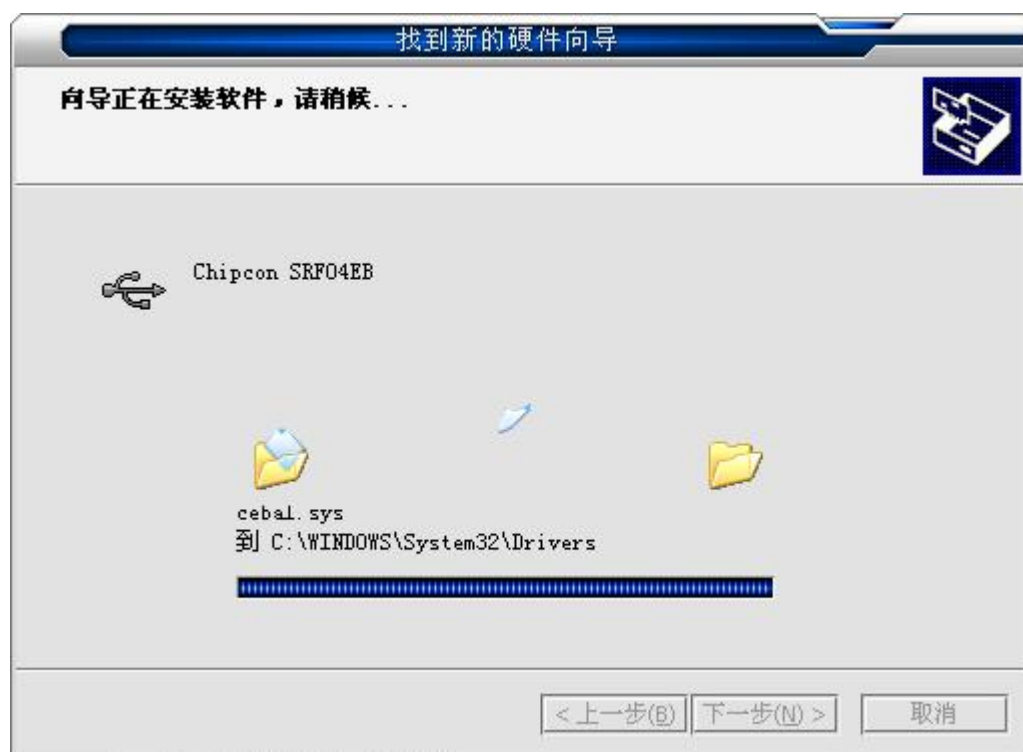 找到新的硬件向导
向导正在安装软件，请稍候...
Chipcon SRF04EB
cebal.sys
到 C:\WINDOWS\System32\Drivers
< 上一步(B)
下一步(N) >
取消